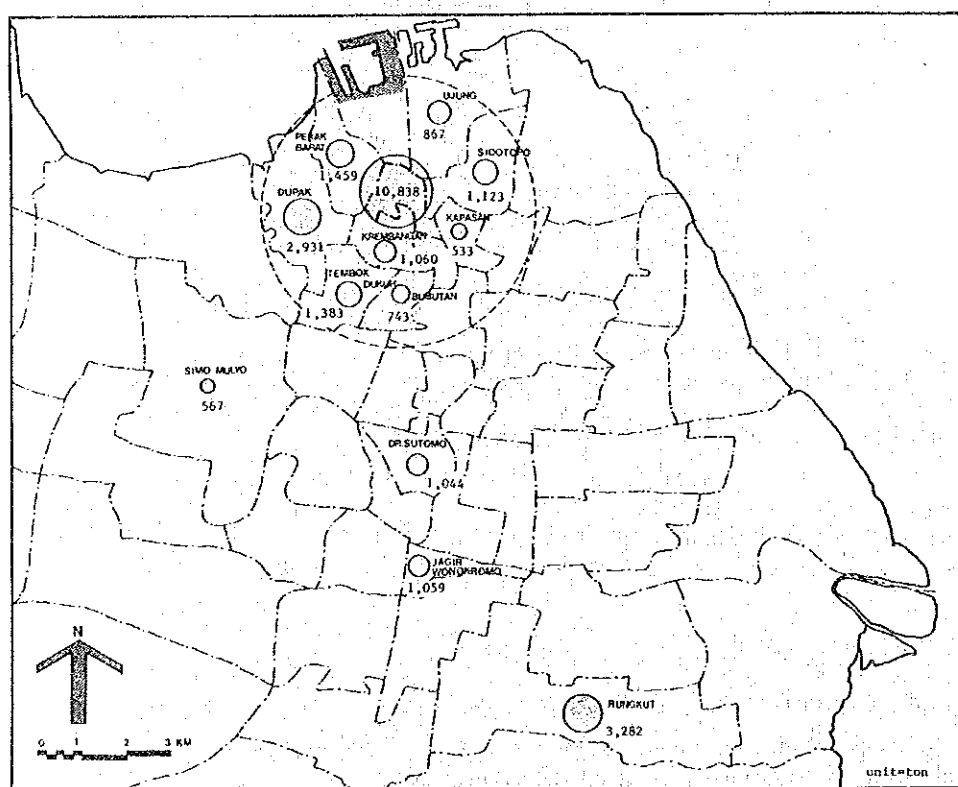 UJUNG
867
PERAK
BARAT
1,459
SIDOTOPO
1,123
10,838
DUPAK
2,931
KAPASAN
533
KREMBANGAN
1,060
TEMBOK
DUKUH
1,383
BUBUTAN
743
SIMO MULYO
567
DR.SUTOMO
1,044
JAGIR
WONOKROMO
1,059
N
RUNGKUT
3,282
0 1 2 3 KM
unit=ton